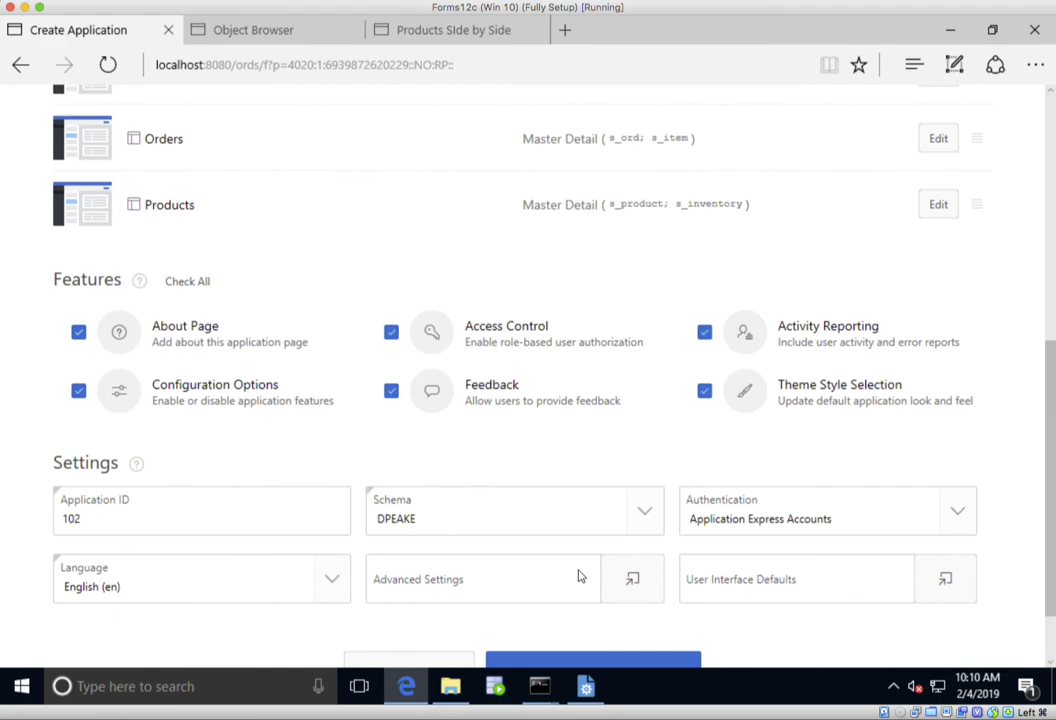 Forms12c (Win 10) (Fully Setup) [Running]
Create Application
Object Browser
Products SIde by Side
localhost:8080/ords/f?p=4020:1:6939872620229::NO:RP::
Orders
Master Detail ( s_ord; s_item )
Edit
Products
Master Detail ( s_product; s_inventory )
Edit
Features
Check All
About Page
Add about this application page
Access Control
Enable role-based user authorization
Activity Reporting
Include user activity and error reports
Configuration Options
Enable or disable application features
Feedback
Allow users to provide feedback
Theme Style Selection
Update default application look and feel
Settings
Application ID
102
Schema
DPEAKE
Authentication
Application Express Accounts
Language
English (en)
Advanced Settings
User Interface Defaults
Type here to search
10:10 AM
2/4/2019
1
Left ⌘